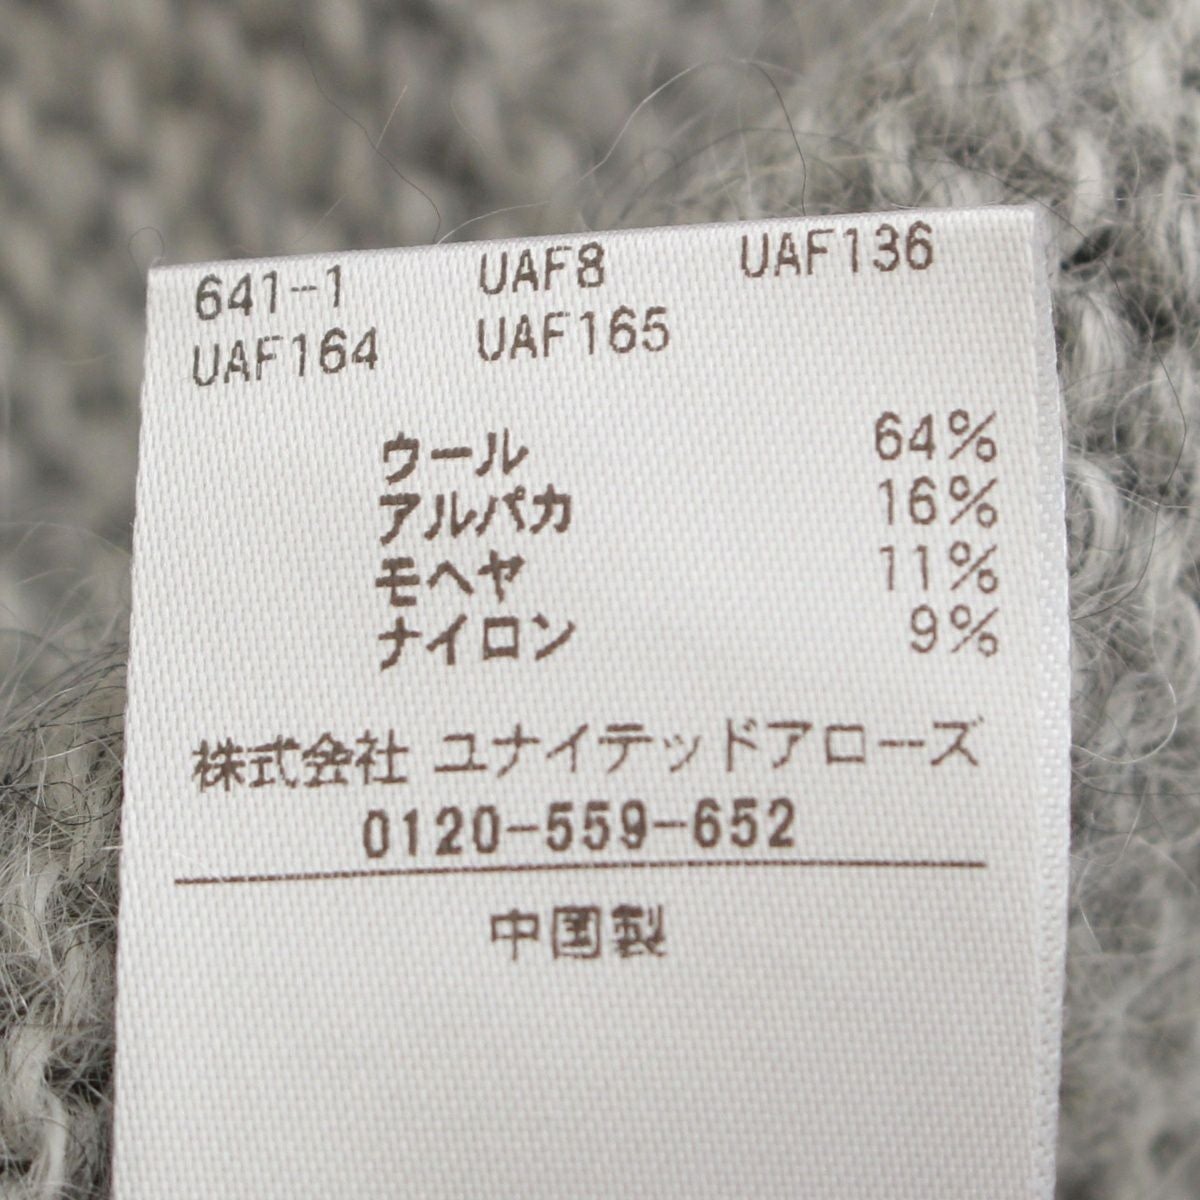 641-1 UAF8 UAF136
UAF164 UAF165
ウール 64%
アルパカ 16%
モヘヤ 11%
ナイロン 9%
株式会社 ユナイテッドアローズ
0120-559-652
中国製